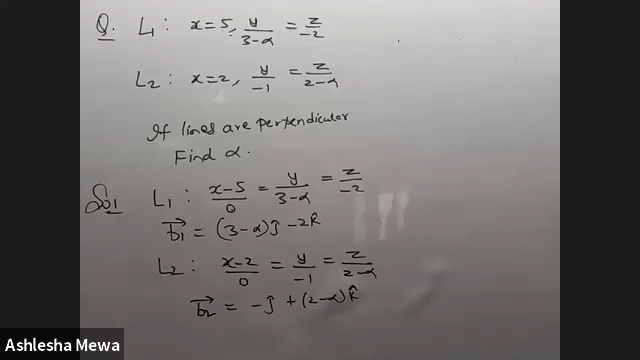 Q. L₁ : x=5, y/(3-α) = z/-2
L₂ : x=2, y/-1 = z/(2-α)
If lines are perpendicular
Find α.
Sol L₁ : (x-5)/0 = y/(3-α) = z/-2
b₁⃗ = (3-α)ĵ -2k̂
L₂ : (x-2)/0 = y/-1 = z/(2-α)
b₂⃗ = -ĵ +(2-α)k̂
Ashlesha Mewa